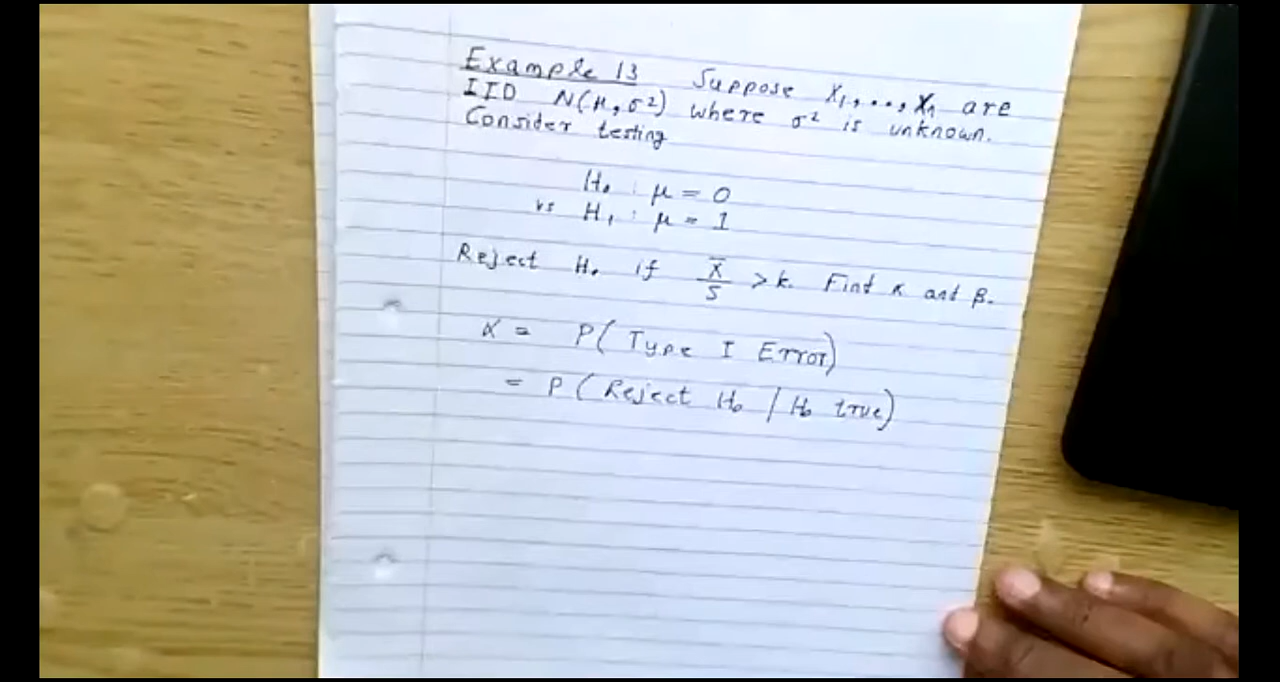 Example 13 Suppose X₁,..,Xn are
IID N(μ, σ²) where σ² is unknown.
Consider testing
H₀ : μ = 0
vs H₁ : μ = 1
Reject H₀ if X̄/S > k. Find α and β.
α = P( Type I Error)
= P ( Reject H₀ / H₀ true)